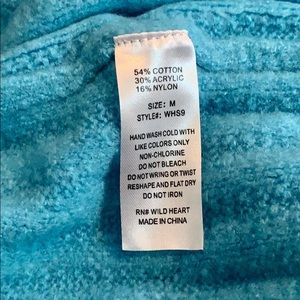 54% COTTON
30% ACRYLIC
16% NYLON
SIZE: M
STYLE#: WHS9
HAND WASH COLD WITH
LIKE COLORS ONLY
NON-CHLORINE
DO NOT BLEACH
DO NOT WRING OR TWIST
RESHAPE AND FLAT DRY
DO NOT IRON
RN# WILD HEART
MADE IN CHINA